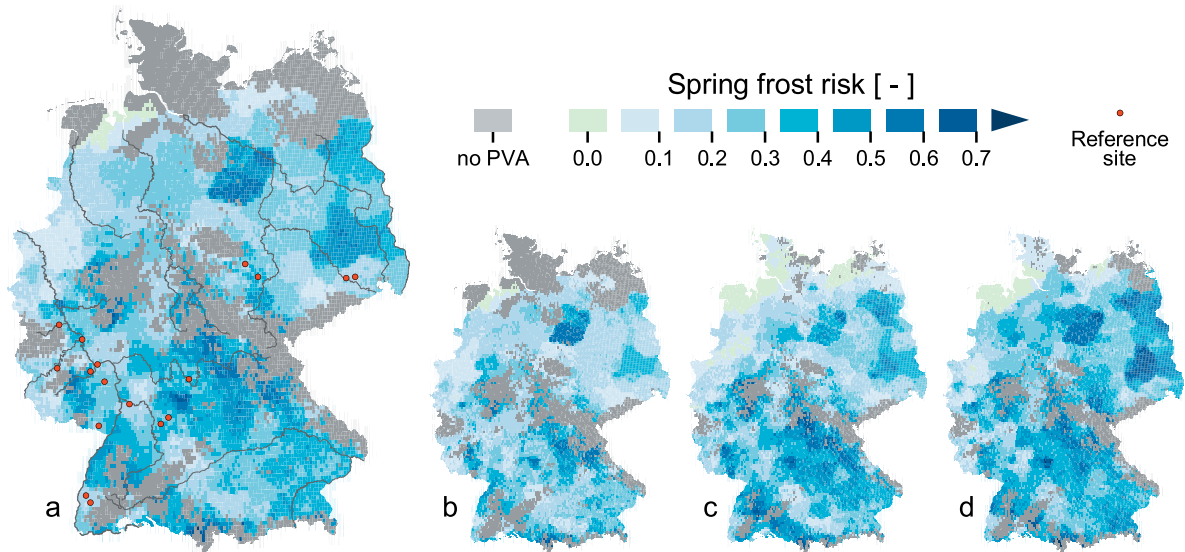 Spring frost risk [ - ]
no PVA
0.0 0.1 0.2 0.3 0.4 0.5 0.6 0.7
Reference
site
a
b
c
d